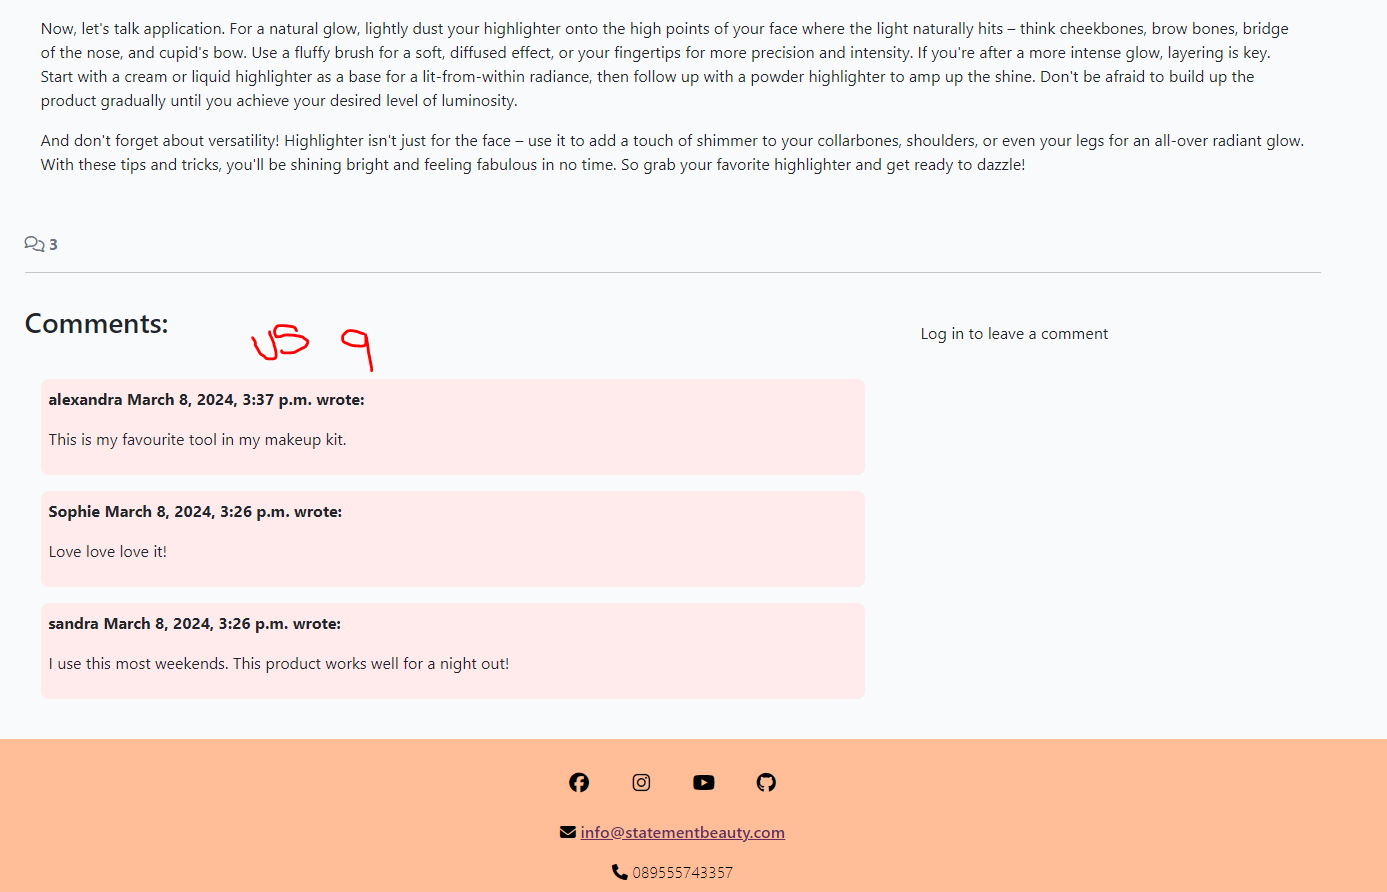 Now, let's talk application. For a natural glow, lightly dust your highlighter onto the high points of your face where the light naturally hits – think cheekbones, brow bones, bridge
of the nose, and cupid's bow. Use a fluffy brush for a soft, diffused effect, or your fingertips for more precision and intensity. If you're after a more intense glow, layering is key.
Start with a cream or liquid highlighter as a base for a lit-from-within radiance, then follow up with a powder highlighter to amp up the shine. Don't be afraid to build up the
product gradually until you achieve your desired level of luminosity.
And don't forget about versatility! Highlighter isn't just for the face – use it to add a touch of shimmer to your collarbones, shoulders, or even your legs for an all-over radiant glow.
With these tips and tricks, you'll be shining bright and feeling fabulous in no time. So grab your favorite highlighter and get ready to dazzle!
3
Comments:
vs 9
Log in to leave a comment
alexandra March 8, 2024, 3:37 p.m. wrote:
This is my favourite tool in my makeup kit.
Sophie March 8, 2024, 3:26 p.m. wrote:
Love love love it!
sandra March 8, 2024, 3:26 p.m. wrote:
I use this most weekends. This product works well for a night out!
info@statementbeauty.com
089555743357